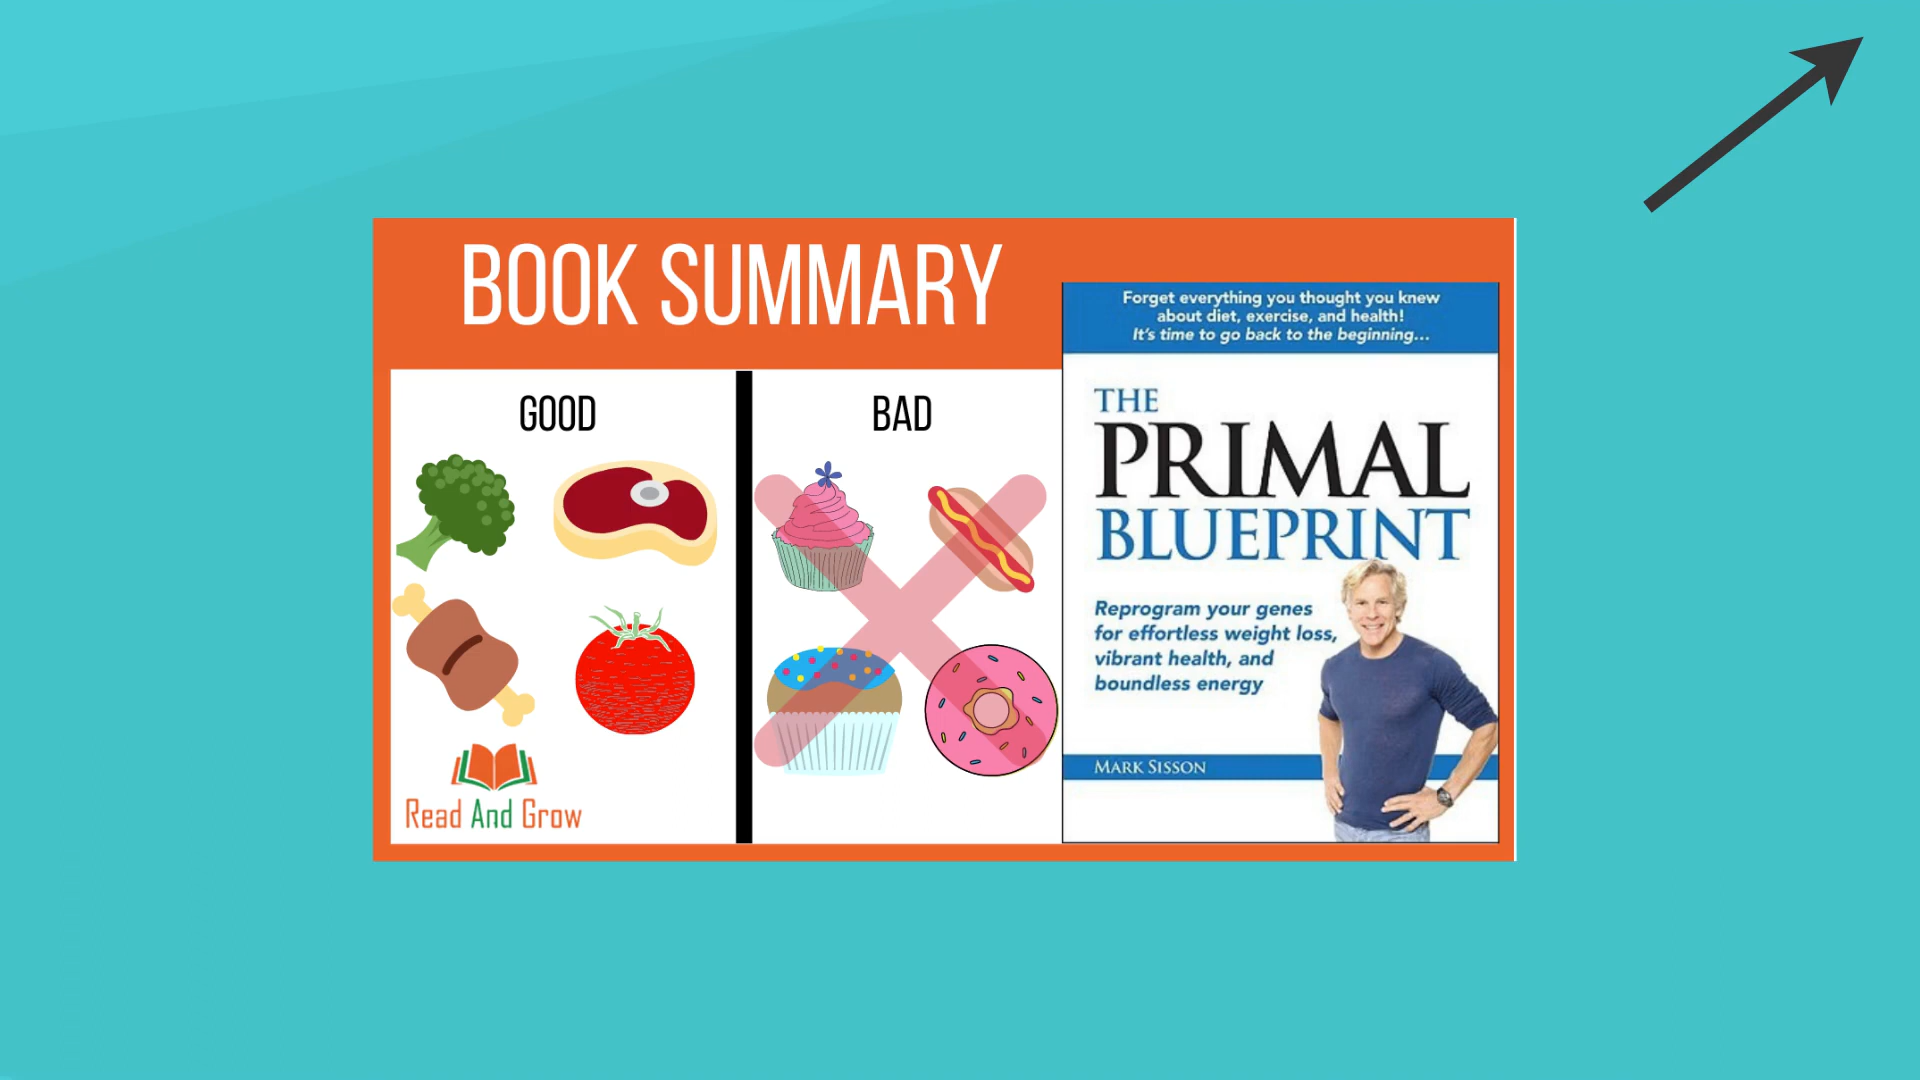 BOOK SUMMARY
GOOD
BAD
Read And Grow
Forget everything you thought you knew
about diet, exercise, and health!
It's time to go back to the beginning...
THE
PRIMAL
BLUEPRINT
Reprogram your genes
for effortless weight loss,
vibrant health, and
boundless energy
MARK SISSON